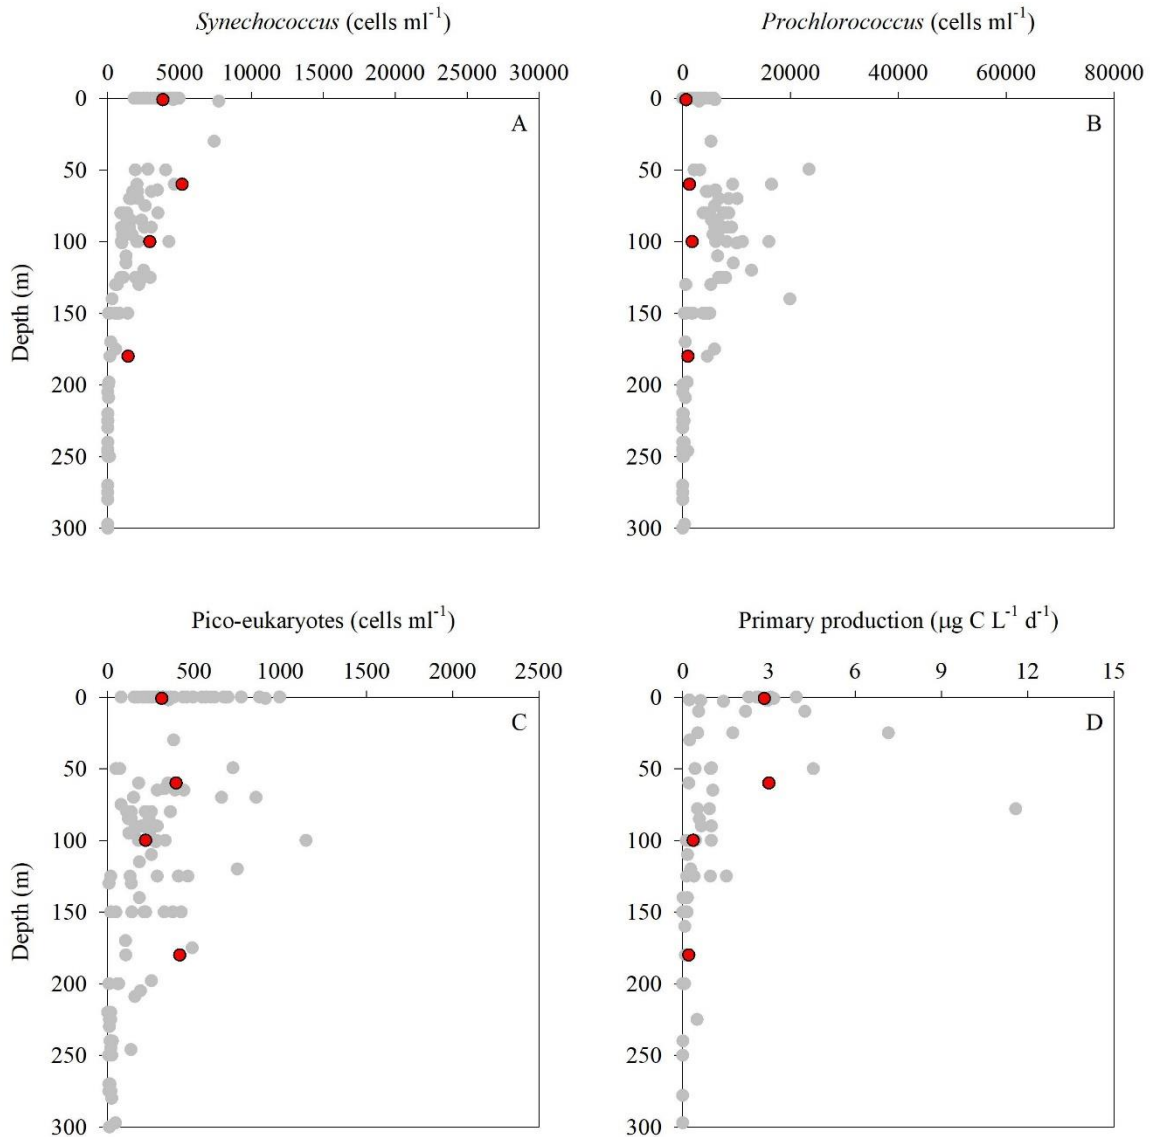 Synechococcus (cells ml⁻¹)
0 5000 10000 15000 20000 25000 30000
A
0
50
100
150
200
250
300
Depth (m)
Prochlorococcus (cells ml⁻¹)
0 20000 40000 60000 80000
B
0
50
100
150
200
250
300
Pico-eukaryotes (cells ml⁻¹)
0 500 1000 1500 2000 2500
C
0
50
100
150
200
250
300
Depth (m)
Primary production (µg C L⁻¹ d⁻¹)
0 3 6 9 12 15
D
0
50
100
150
200
250
300